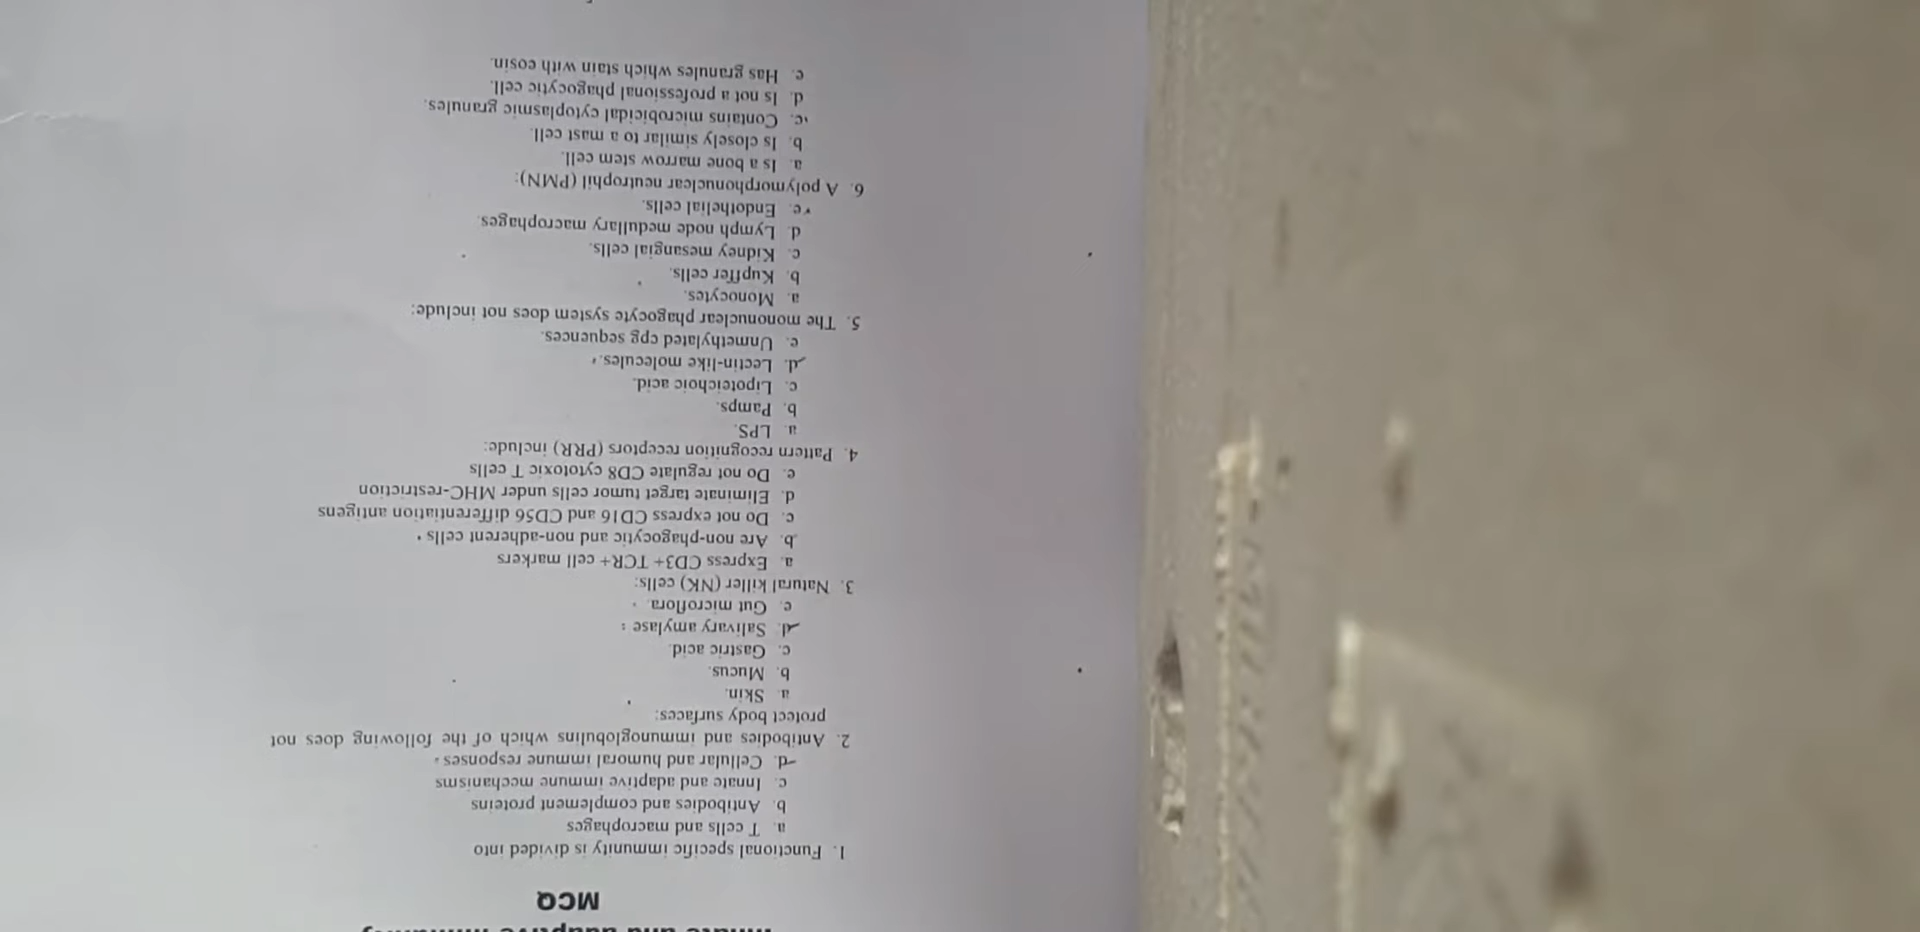 Innate and adaptive immunity
MCQ
1. Functional specific immunity is divided into
a. T cells and macrophages
b. Antibodies and complement proteins
c. Innate and adaptive immune mechanisms
d. Cellular and humoral immune responses
2. Antibodies and immunoglobulins which of the following does not
protect body surfaces:
a. Skin.
b. Mucus.
c. Gastric acid.
d. Salivary amylase
e. Gut microflora.
3. Natural killer (NK) cells:
a. Express CD3+ TCR+ cell markers
b. Are non-phagocytic and non-adherent cells
c. Do not express CD16 and CD56 differentiation antigens
d. Eliminate target tumor cells under MHC-restriction
e. Do not regulate CD8 cytotoxic T cells
4. Pattern recognition receptors (PRR) include:
a. LPS.
b. Pamps.
c. Lipoteichoic acid.
d. Lectin-like molecules.
e. Unmethylated cpg sequences.
5. The mononuclear phagocyte system does not include:
a. Monocytes.
b. Kupffer cells.
c. Kidney mesangial cells.
d. Lymph node medullary macrophages.
e. Endothelial cells.
6. A polymorphonuclear neutrophil (PMN):
a. Is a bone marrow stem cell.
b. Is closely similar to a mast cell.
c. Contains microbicidal cytoplasmic granules.
d. Is not a professional phagocytic cell.
e. Has granules which stain with eosin.